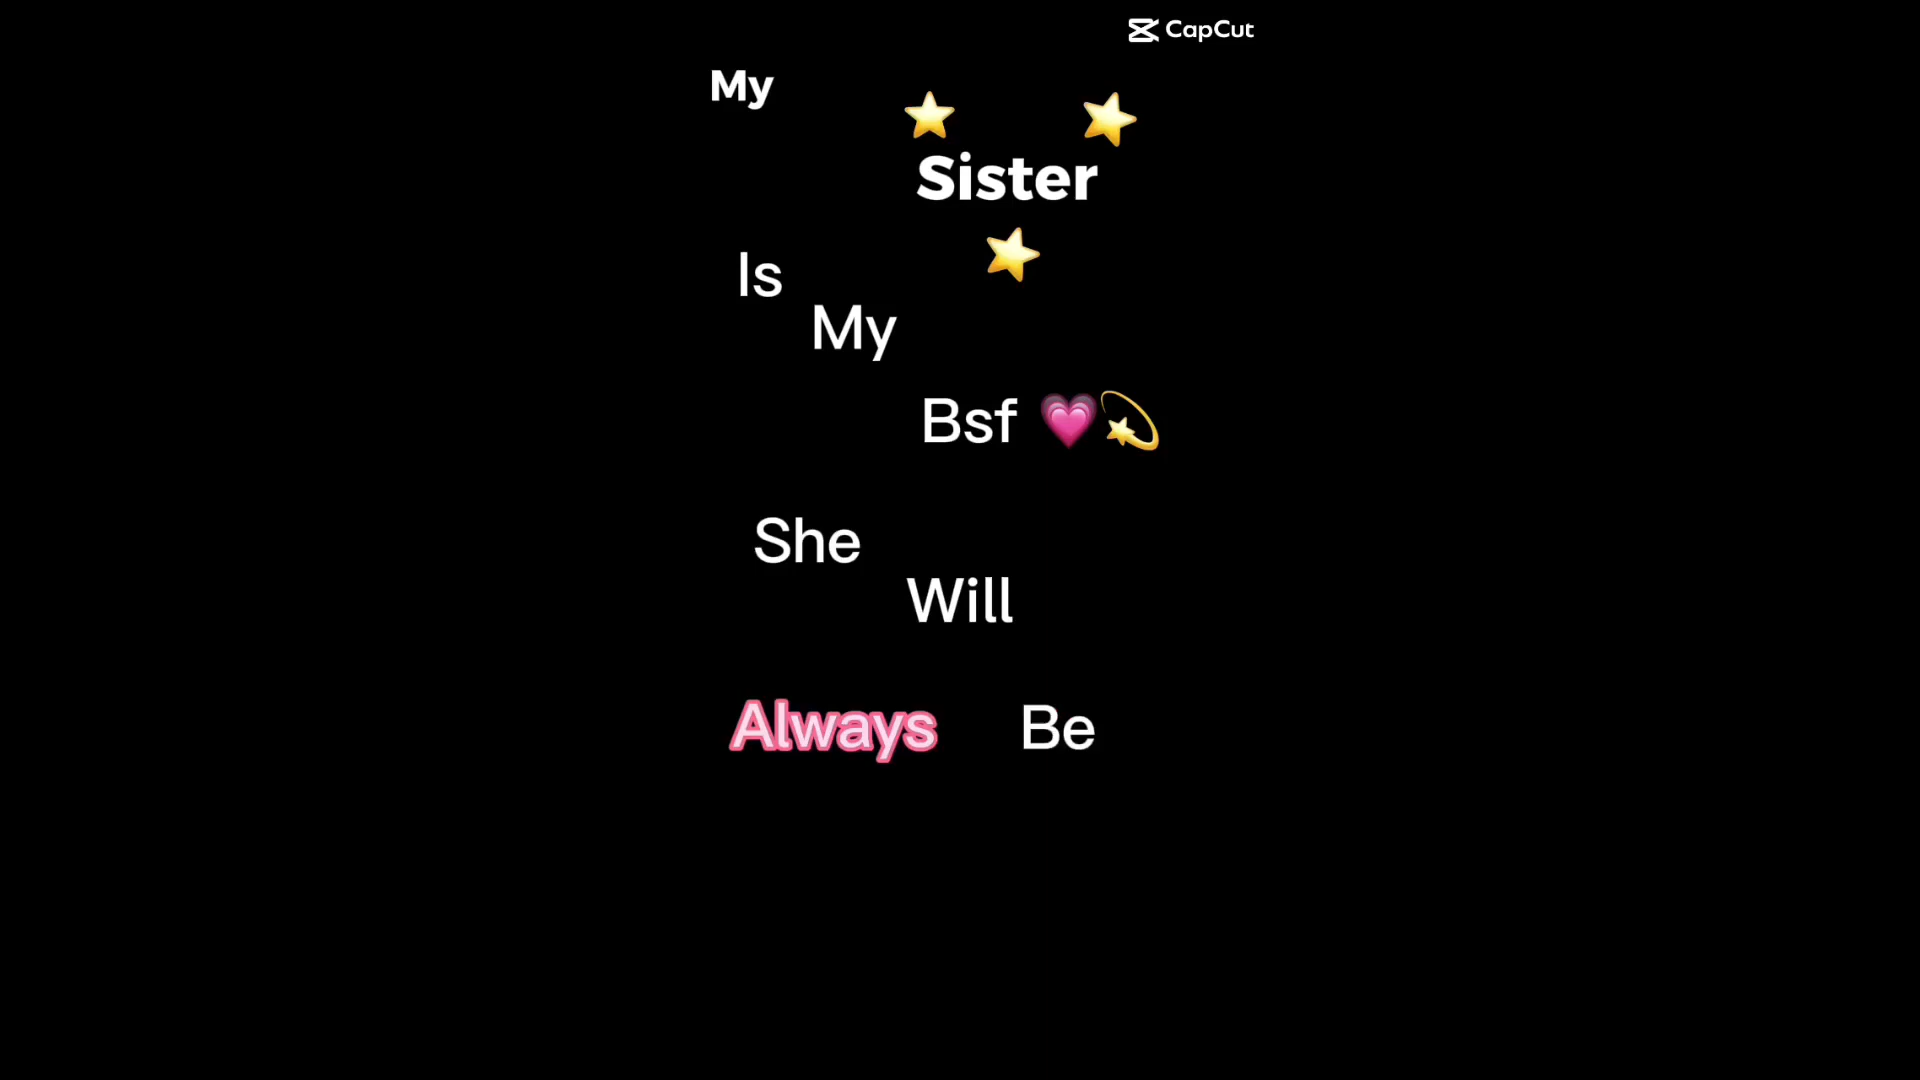 CapCut
My
Sister
Is
My
Bsf 💗💫
She
Will
Always Be